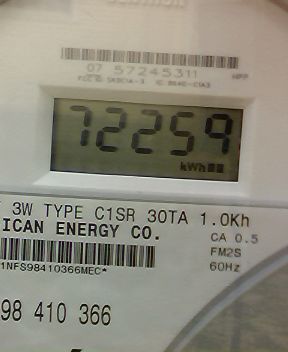 07 57245311 HPP
72259
kWh
3W TYPE C1SR 30TA 1.0Kh
ICAN ENERGY CO.
CA 0.5
FM2S
1NFS98410366MEC*
60Hz
98 410 366